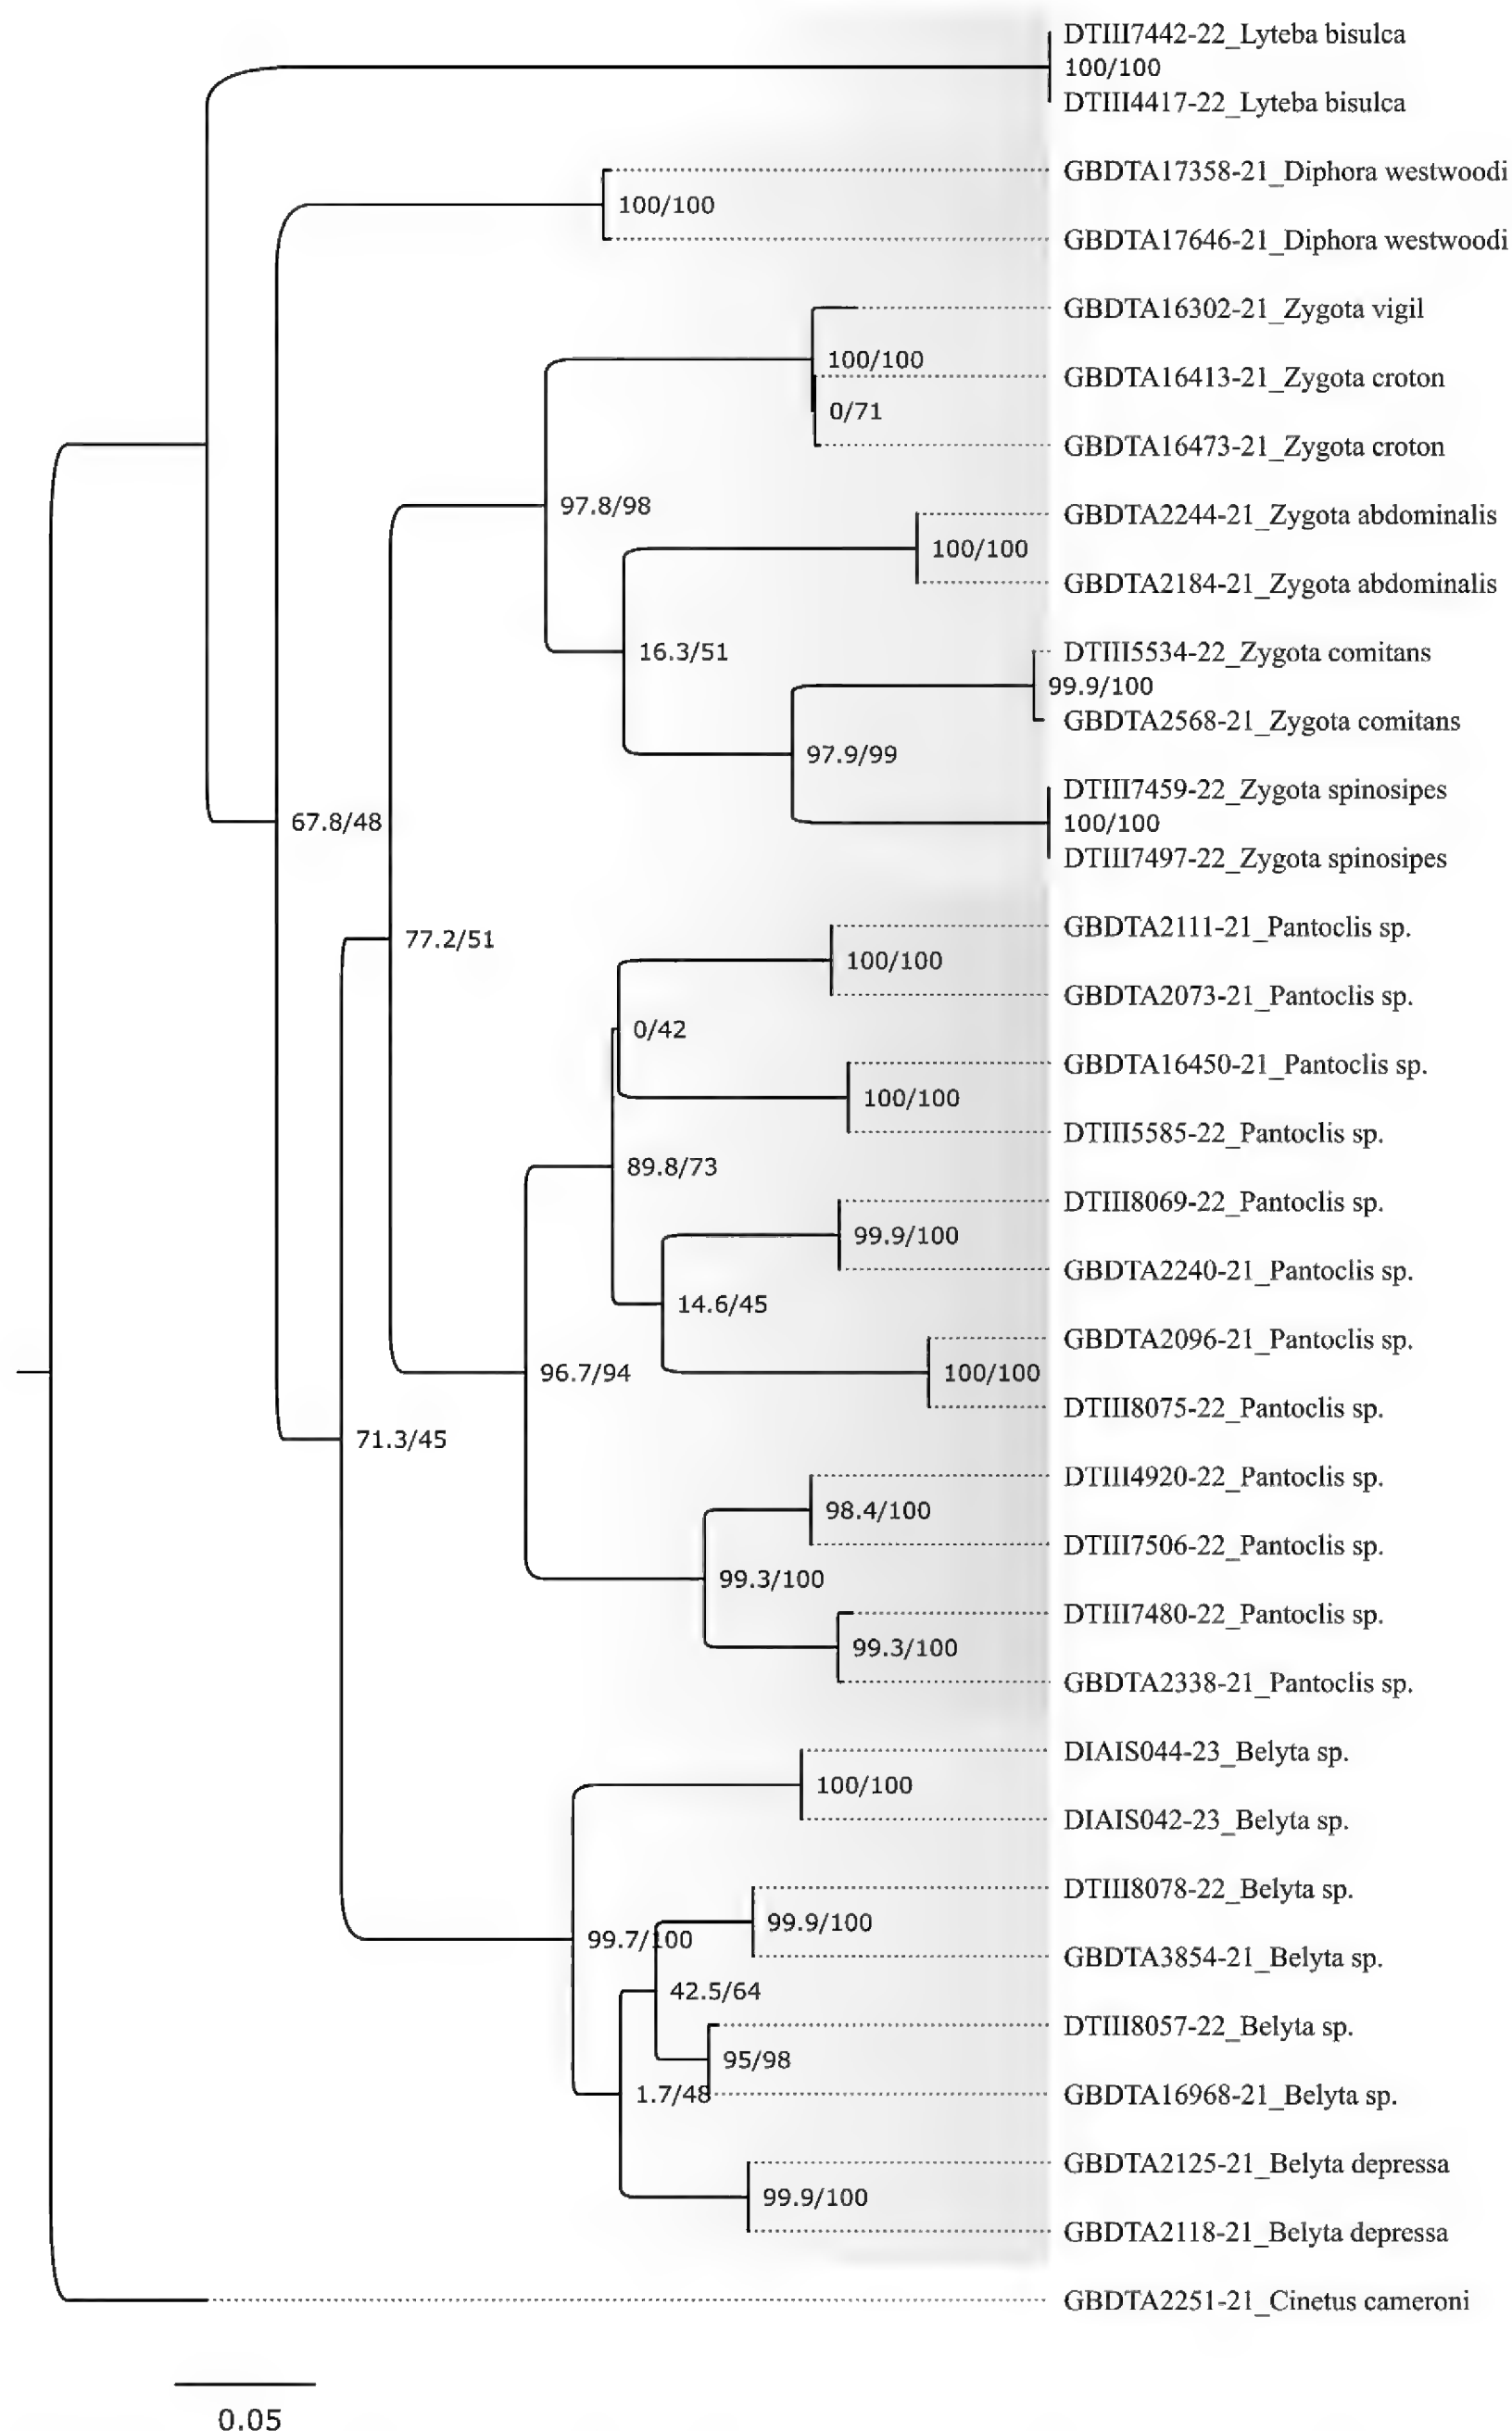 DTIII7442-22_Lyteba bisulca
100/100
DTIII4417-22_Lyteba bisulca
GBDTA17358-21_Diphora westwoodi
100/100
GBDTA17646-21_Diphora westwoodi
GBDTA16302-21_Zygota vigil
100/100
GBDTA16413-21_Zygota croton
0/71
GBDTA16473-21_Zygota croton
97.8/98
GBDTA2244-21_Zygota abdominalis
100/100
GBDTA2184-21_Zygota abdominalis
16.3/51
DTIII5534-22_Zygota comitans
99.9/100
GBDTA2568-21_Zygota comitans
97.9/99
DTIII7459-22_Zygota spinosipes
67.8/48
100/100
DTIII7497-22_Zygota spinosipes
GBDTA2111-21_Pantoclis sp.
77.2/51
100/100
GBDTA2073-21_Pantoclis sp.
0/42
GBDTA16450-21_Pantoclis sp.
100/100
DTIII5585-22_Pantoclis sp.
89.8/73
DTIII8069-22_Pantoclis sp.
99.9/100
GBDTA2240-21_Pantoclis sp.
14.6/45
GBDTA2096-21_Pantoclis sp.
96.7/94
100/100
DTIII8075-22_Pantoclis sp.
71.3/45
DTIII4920-22_Pantoclis sp.
98.4/100
DTIII7506-22_Pantoclis sp.
99.3/100
DTIII7480-22_Pantoclis sp.
99.3/100
GBDTA2338-21_Pantoclis sp.
DIAIS044-23_Belyta sp.
100/100
DIAIS042-23_Belyta sp.
DTIII8078-22_Belyta sp.
99.9/100
99.7/100
GBDTA3854-21_Belyta sp.
42.5/64
DTIII8057-22_Belyta sp.
95/98
1.7/48
GBDTA16968-21_Belyta sp.
GBDTA2125-21_Belyta depressa
99.9/100
GBDTA2118-21_Belyta depressa
GBDTA2251-21_Cinetus cameroni
0.05